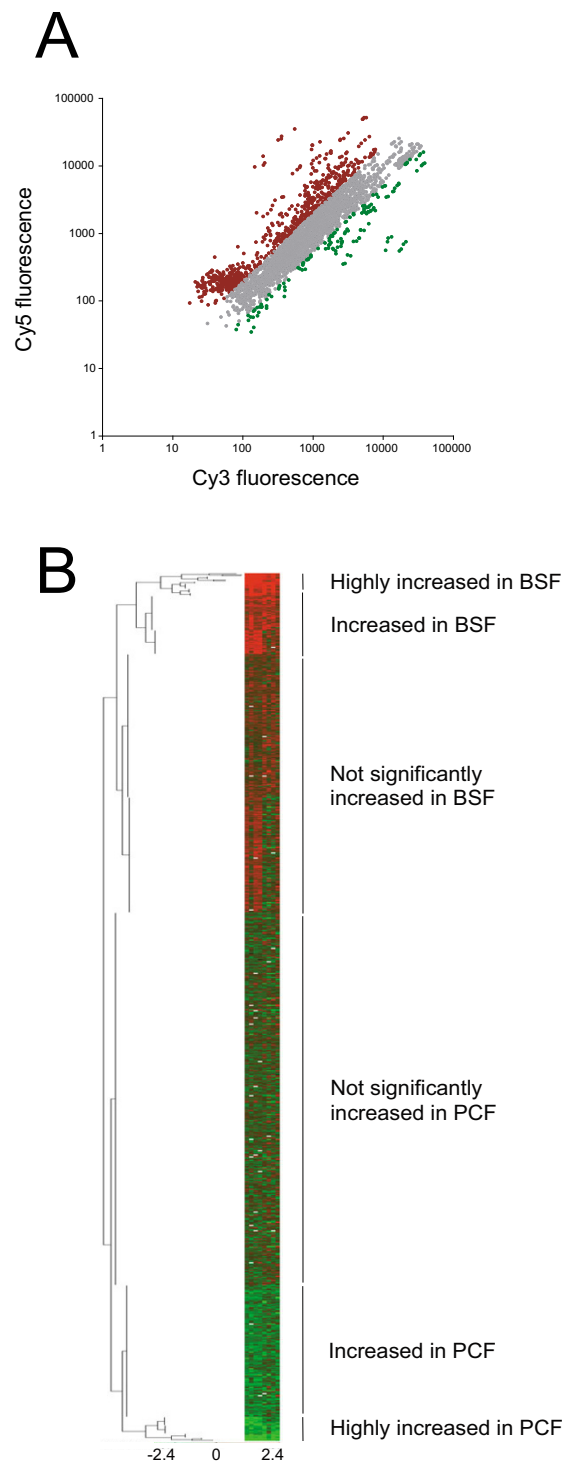 A
100000
10000
1000
100
10
1
Cy5 fluorescence
1
10
100
1000
10000
100000
Cy3 fluorescence
B
Highly increased in BSF
Increased in BSF
Not significantly
increased in BSF
Not significantly
increased in PCF
Increased in PCF
Highly increased in PCF
-2.4
0
2.4